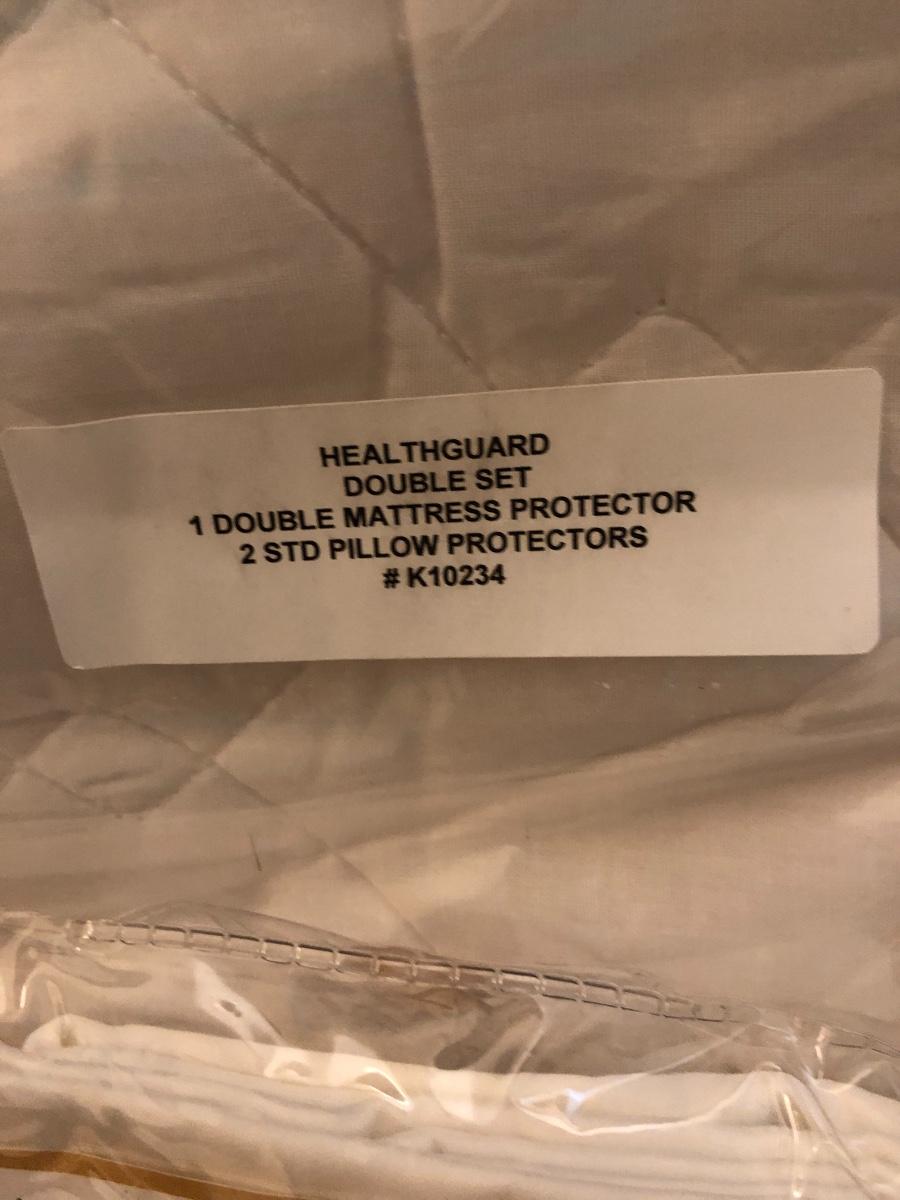 HEALTHGUARD
DOUBLE SET
1 DOUBLE MATTRESS PROTECTOR
2 STD PILLOW PROTECTORS
# K10234